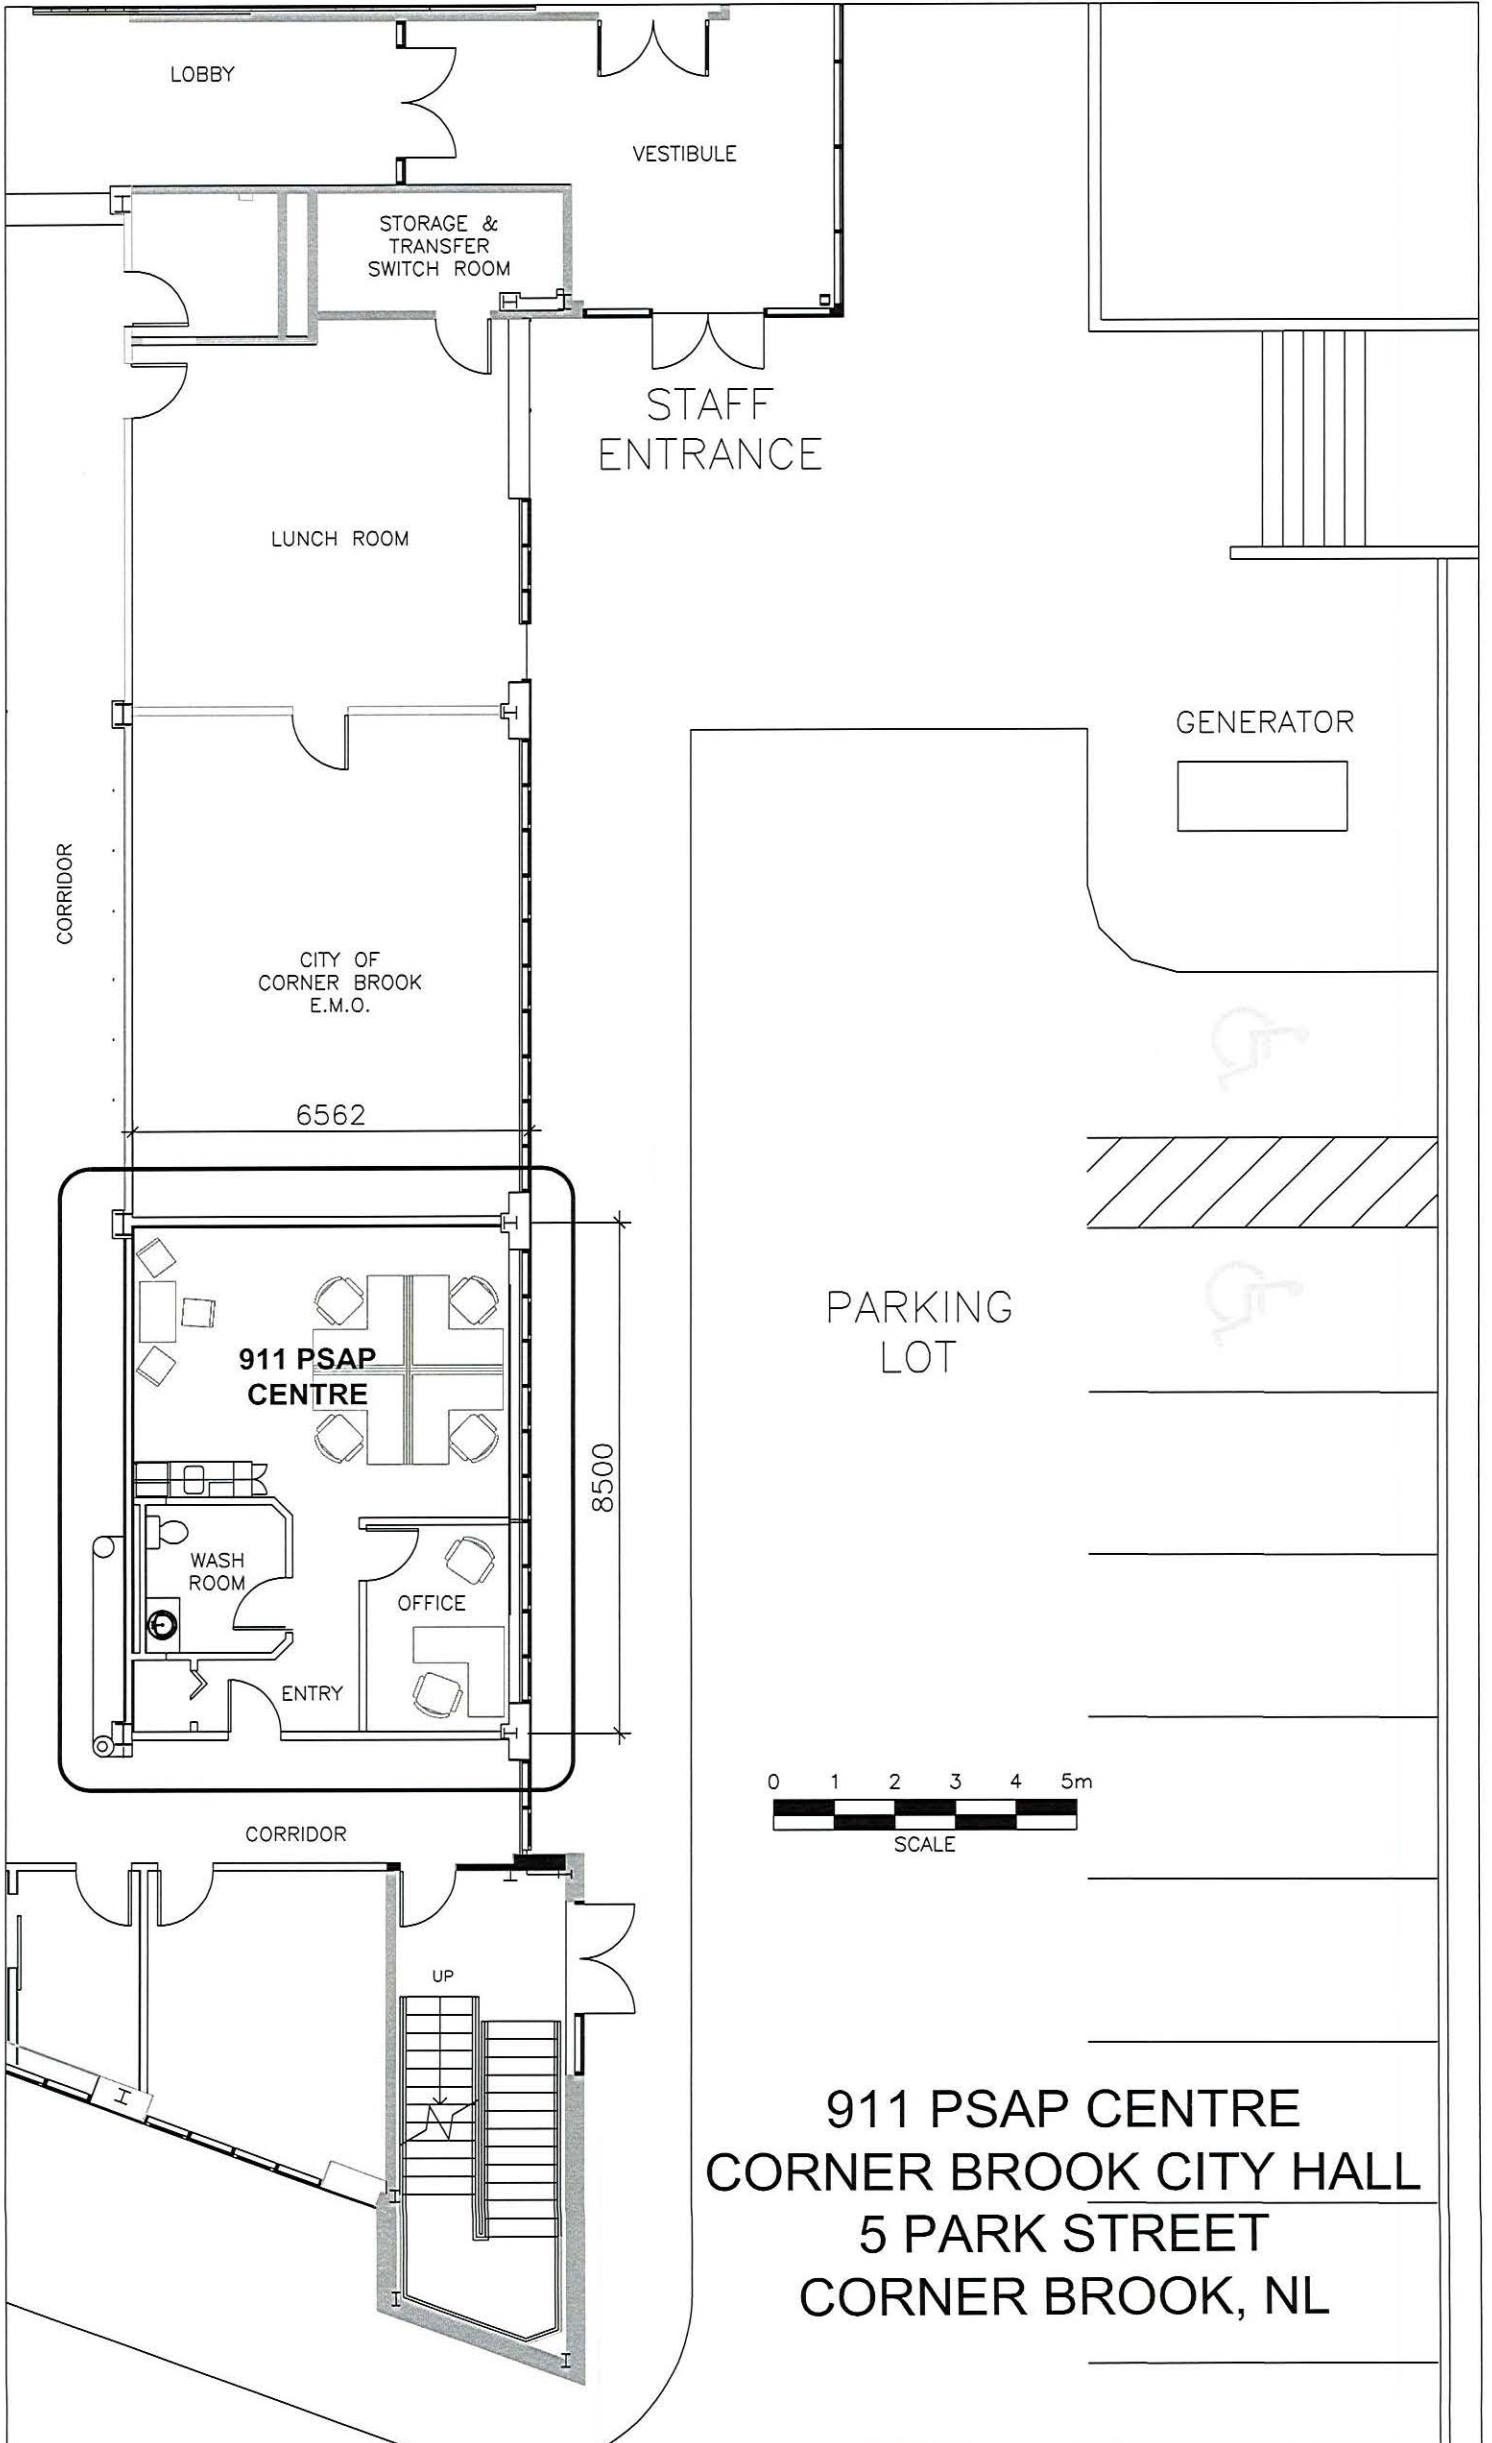 LOBBY
VESTIBULE
STORAGE &
TRANSFER
SWITCH ROOM
STAFF
ENTRANCE
LUNCH ROOM
GENERATOR
CORRIDOR
CITY OF
CORNER BROOK
E.M.O.
6562
911 PSAP
CENTRE
PARKING
LOT
8500
WASH
ROOM
OFFICE
ENTRY
0 1 2 3 4 5m
SCALE
CORRIDOR
UP
911 PSAP CENTRE
CORNER BROOK CITY HALL
5 PARK STREET
CORNER BROOK, NL